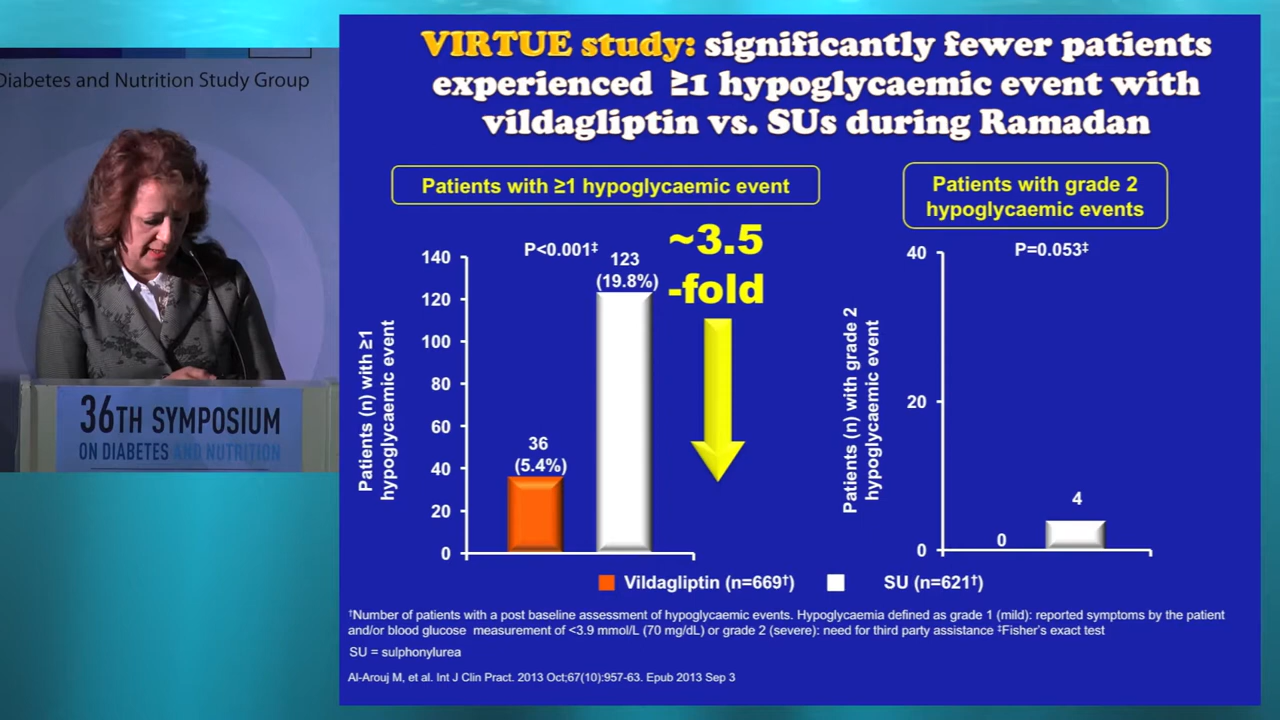 Diabetes and Nutrition Study Group
36TH SYMPOSIUM
ON DIABETES AND NUTRITION
VIRTUE study: significantly fewer patients
experienced ≥1 hypoglycaemic event with
vildagliptin vs. SUs during Ramadan
Patients with ≥1 hypoglycaemic event
~3.5
-fold
P<0.001‡
Patients (n) with ≥1
hypoglycaemic event
140
120
100
80
60
40
20
0
36
(5.4%)
123
(19.8%)
Patients with grade 2
hypoglycaemic events
P=0.053‡
Patients (n) with grade 2
hypoglycaemic event
40
20
0
0
4
Vildagliptin (n=669†)
SU (n=621†)
†Number of patients with a post baseline assessment of hypoglycaemic events. Hypoglycaemia defined as grade 1 (mild): reported symptoms by the patient
and/or blood glucose measurement of <3.9 mmol/L (70 mg/dL) or grade 2 (severe): need for third party assistance ‡Fisher's exact test
SU = sulphonylurea
Al-Arouj M, et al. Int J Clin Pract. 2013 Oct;67(10):957-63. Epub 2013 Sep 3